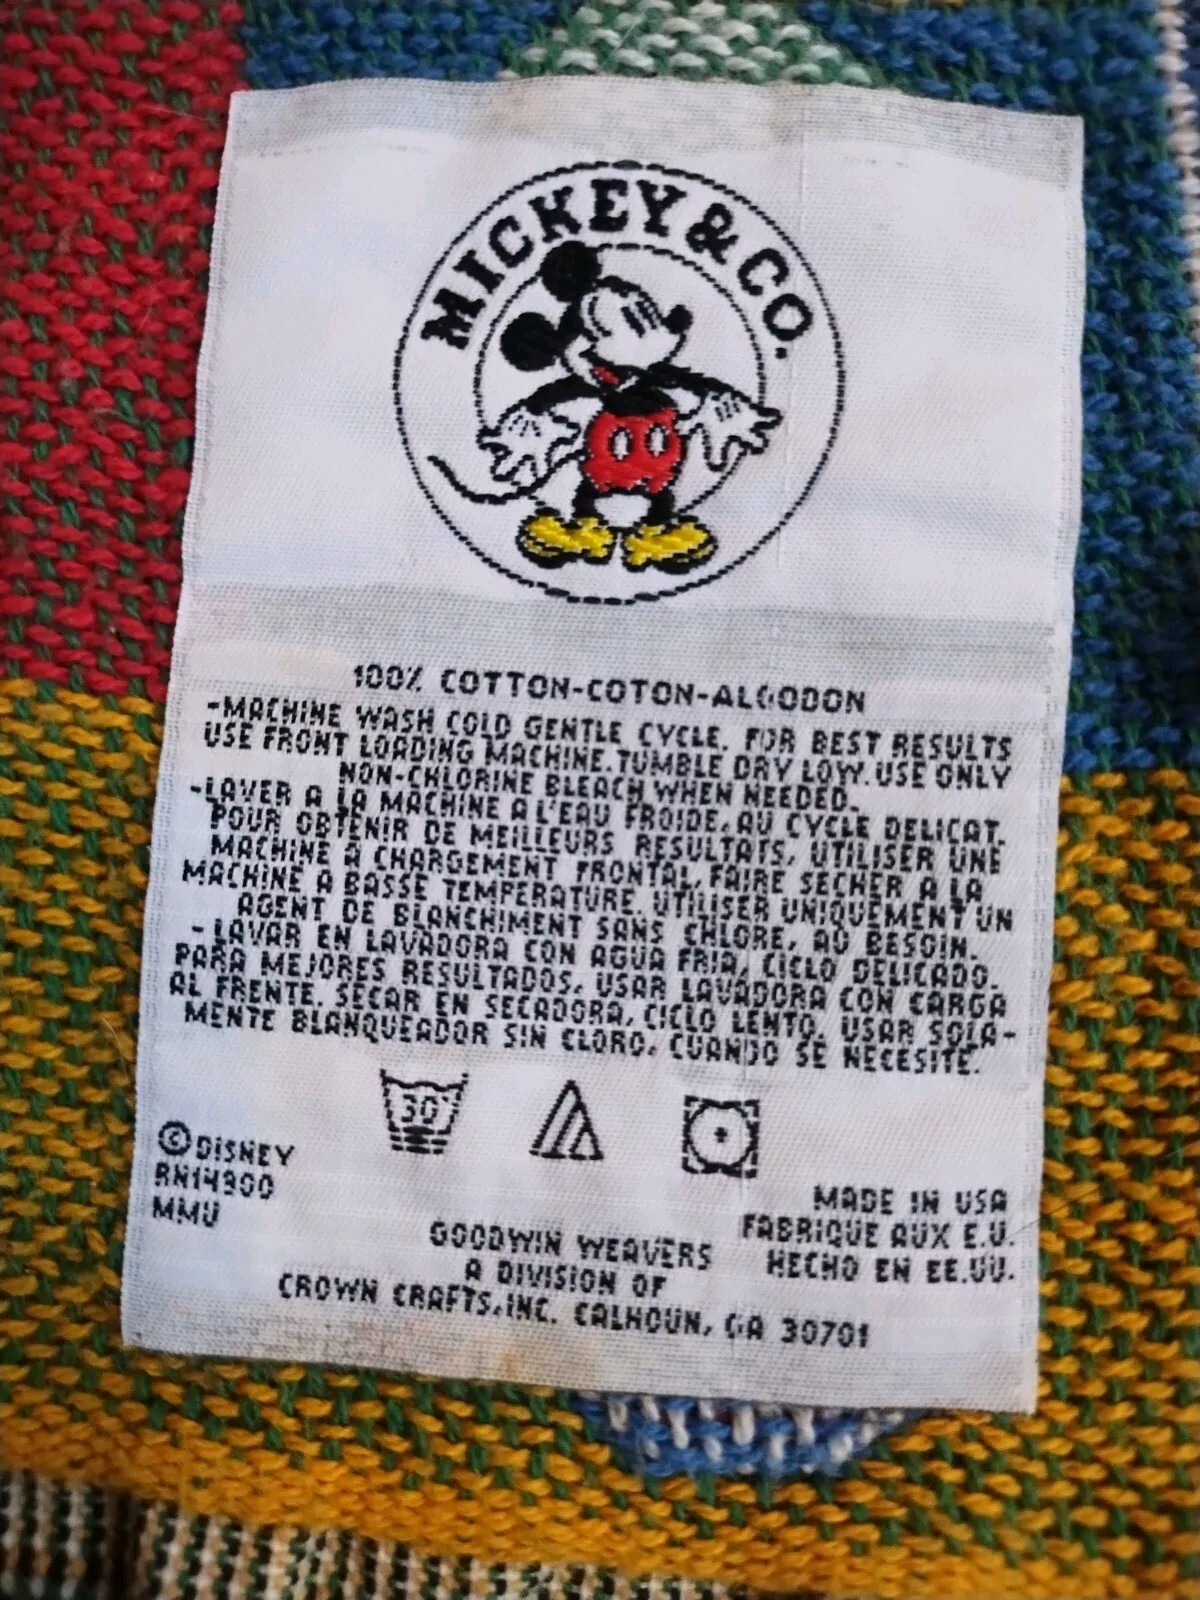 MICKEY & CO.
100% COTTON-COTON-ALGODON
-MACHINE WASH COLD GENTLE CYCLE. FOR BEST RESULTS
USE FRONT LOADING MACHINE.TUMBLE DRY LOW.USE ONLY
NON-CHLORINE BLEACH WHEN NEEDED.
-LAVER A LA MACHINE A L'EAU FROIDE,AU CYCLE DELICAT.
POUR OBTENIR DE MEILLEURS RESULTATS, UTILISER UNE
MACHINE A CHARGEMENT FRONTAL,FAIRE SECHER A LA
MACHINE A BASSE TEMPERATURE. UTILISER UNIQUEMENT UN
AGENT DE BLANCHIMENT SANS CHLORE, AU BESOIN.
-LAVAR EN LAVADORA CON AGUA FRIA, CICLO DELICADO.
PARA MEJORES RESULTADOS, USAR LAVADORA CON CARGA
AL FRENTE. SECAR EN SECADORA, CICLO LENTO. USAR SOLA-
MENTE BLANQUEADOR SIN CLORO, CUANDO SE NECESITE.
30°
©DISNEY
RN14900
MMU
MADE IN USA
FABRIQUE AUX E.U.
HECHO EN EE.UU.
GOODWIN WEAVERS
A DIVISION OF
CROWN CRAFTS,INC. CALHOUN, GA 30701